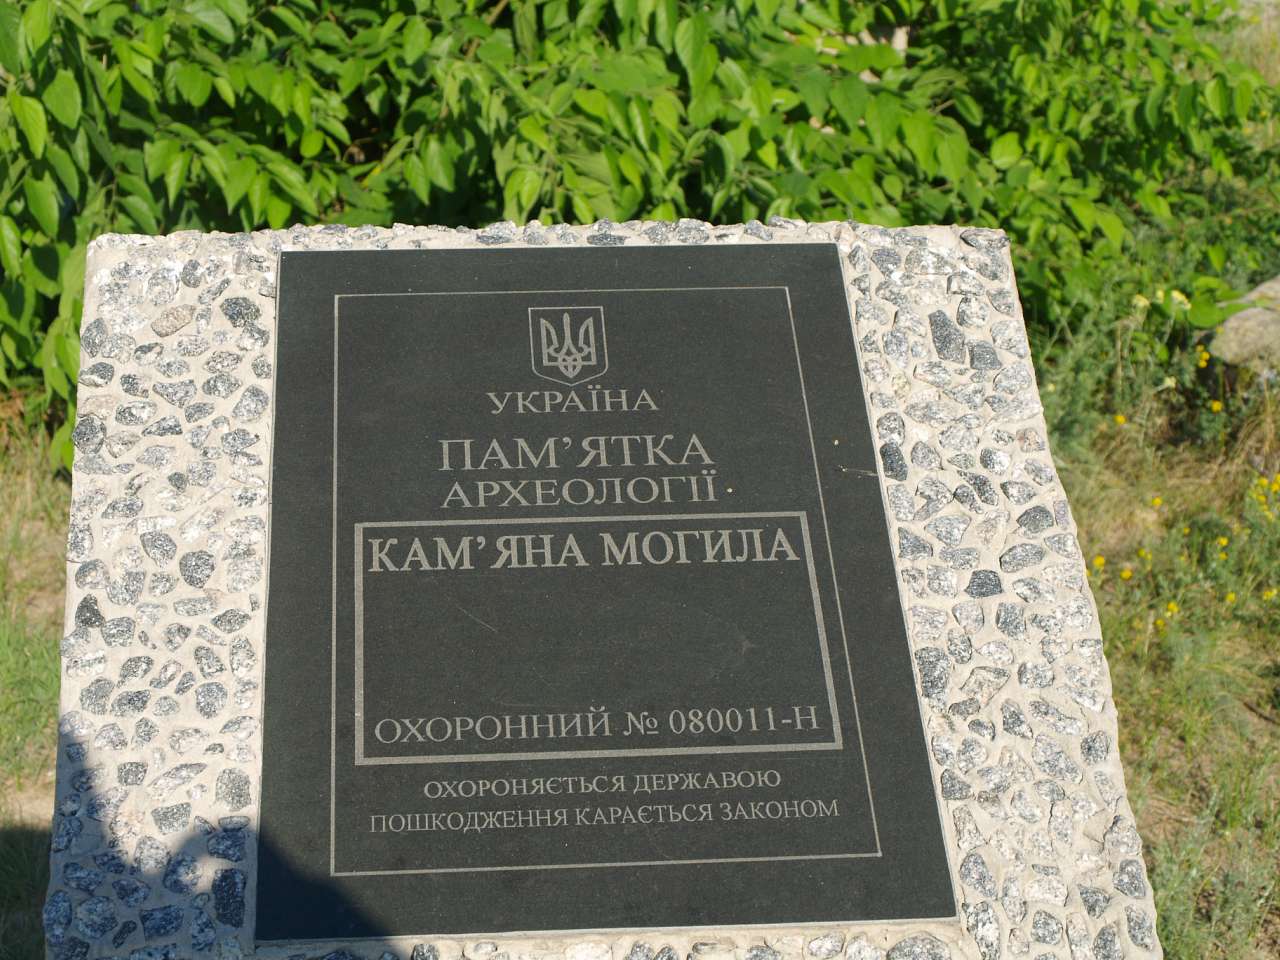 УКРАЇНА
ПАМ’ЯТКА
АРХЕОЛОГІЇ
КАМ’ЯНА МОГИЛА
ОХОРОННИЙ № 080011-Н
ОХОРОНЯЄТЬСЯ ДЕРЖАВОЮ
ПОШКОДЖЕННЯ КАРАЄТЬСЯ ЗАКОНОМ